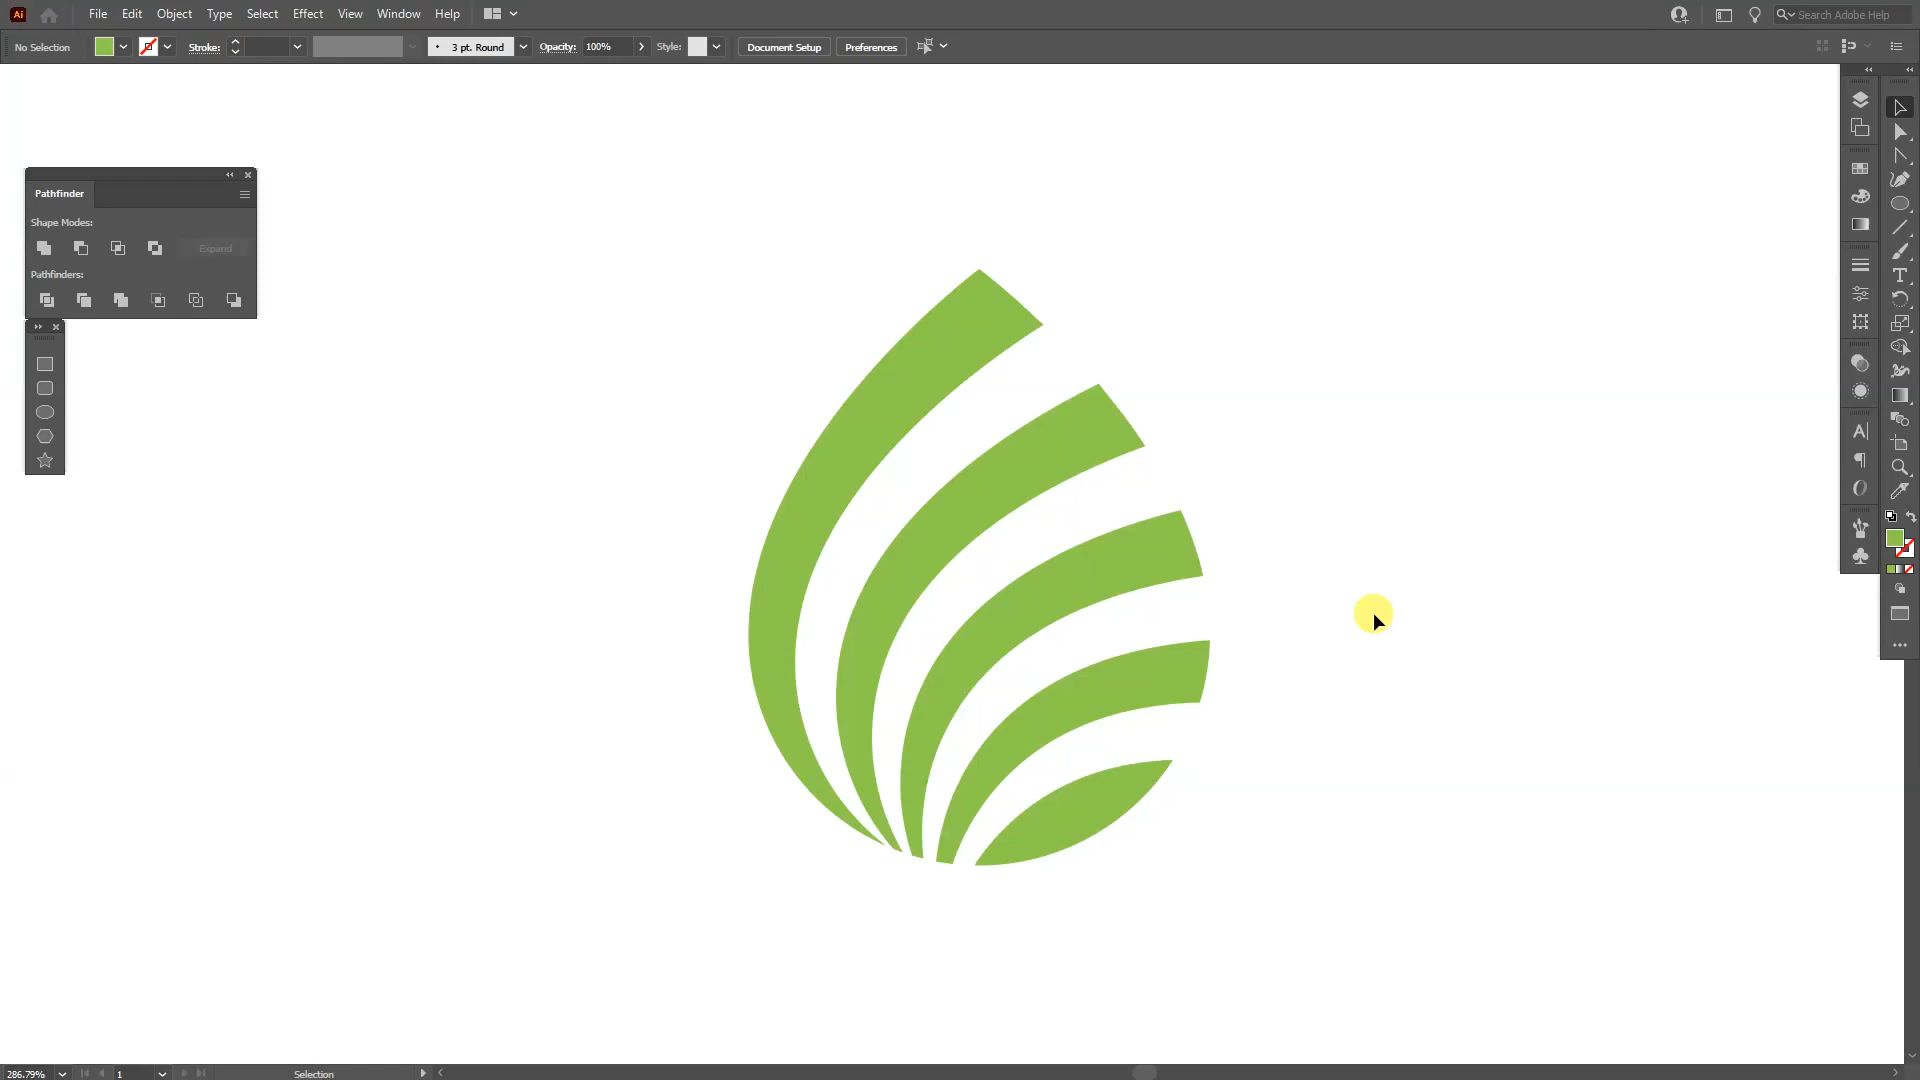 Ai File Edit Object Type Select Effect View Window Help Search Adobe Help
No Selection Stroke: 3 pt. Round Opacity: 100% Style: Document Setup Preferences
Pathfinder
Shape Modes:
Expand
Pathfinders:
286.79% 1 Selection